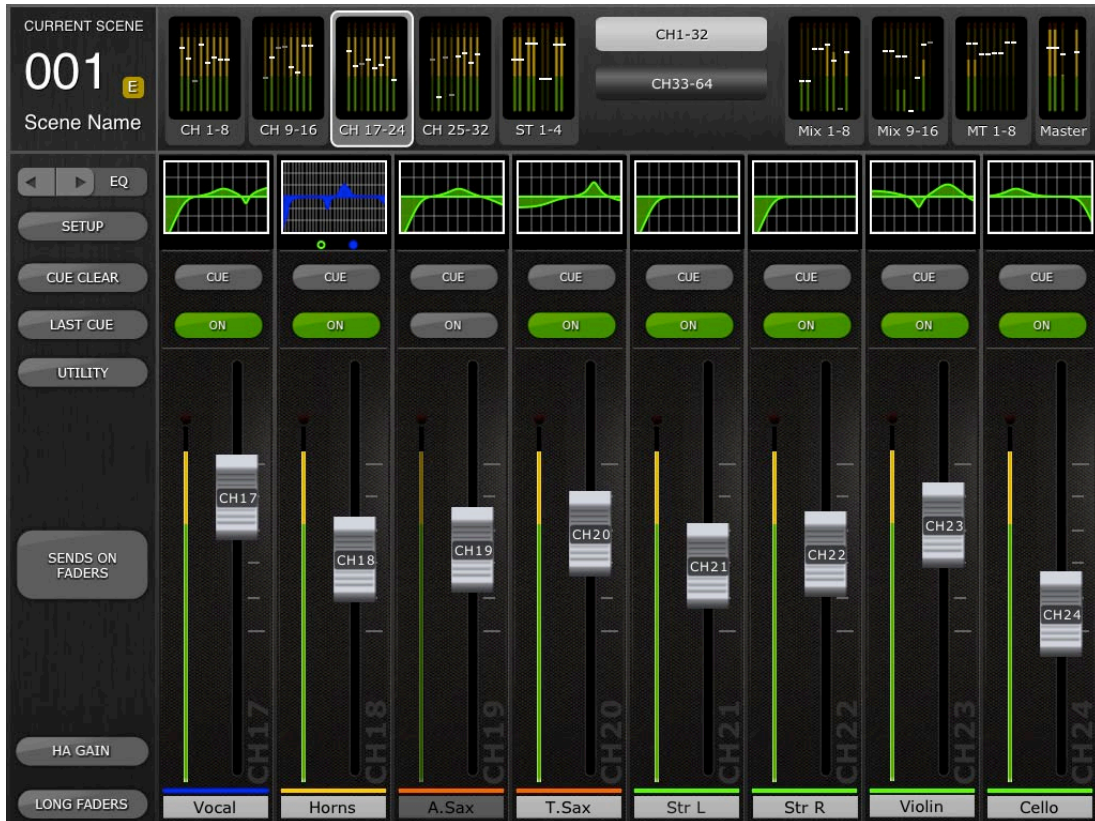 CURRENT SCENE
001 E
Scene Name
CH 1-8
CH 9-16
CH 17-24
CH 25-32
ST 1-4
CH1-32
CH33-64
Mix 1-8
Mix 9-16
MT 1-8
Master
EQ
SETUP
CUE CLEAR
LAST CUE
UTILITY
SENDS ON
FADERS
HA GAIN
LONG FADERS
CUE CUE CUE CUE CUE CUE CUE CUE
ON ON ON ON ON ON ON ON
CH17 CH18 CH19 CH20 CH21 CH22 CH23 CH24
CH17 CH18 CH19 CH20 CH21 CH22 CH23 CH24
Vocal Horns A.Sax T.Sax Str L Str R Violin Cello